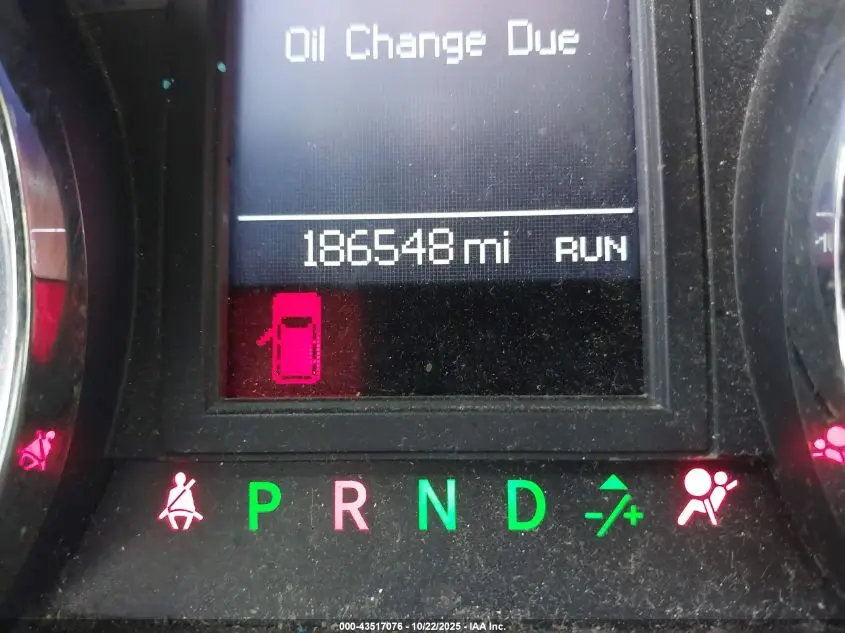 Oil Change Due
186548 mi RUN
P R N D -/+
000-43517076 - 10/22/2025 - IAA Inc.